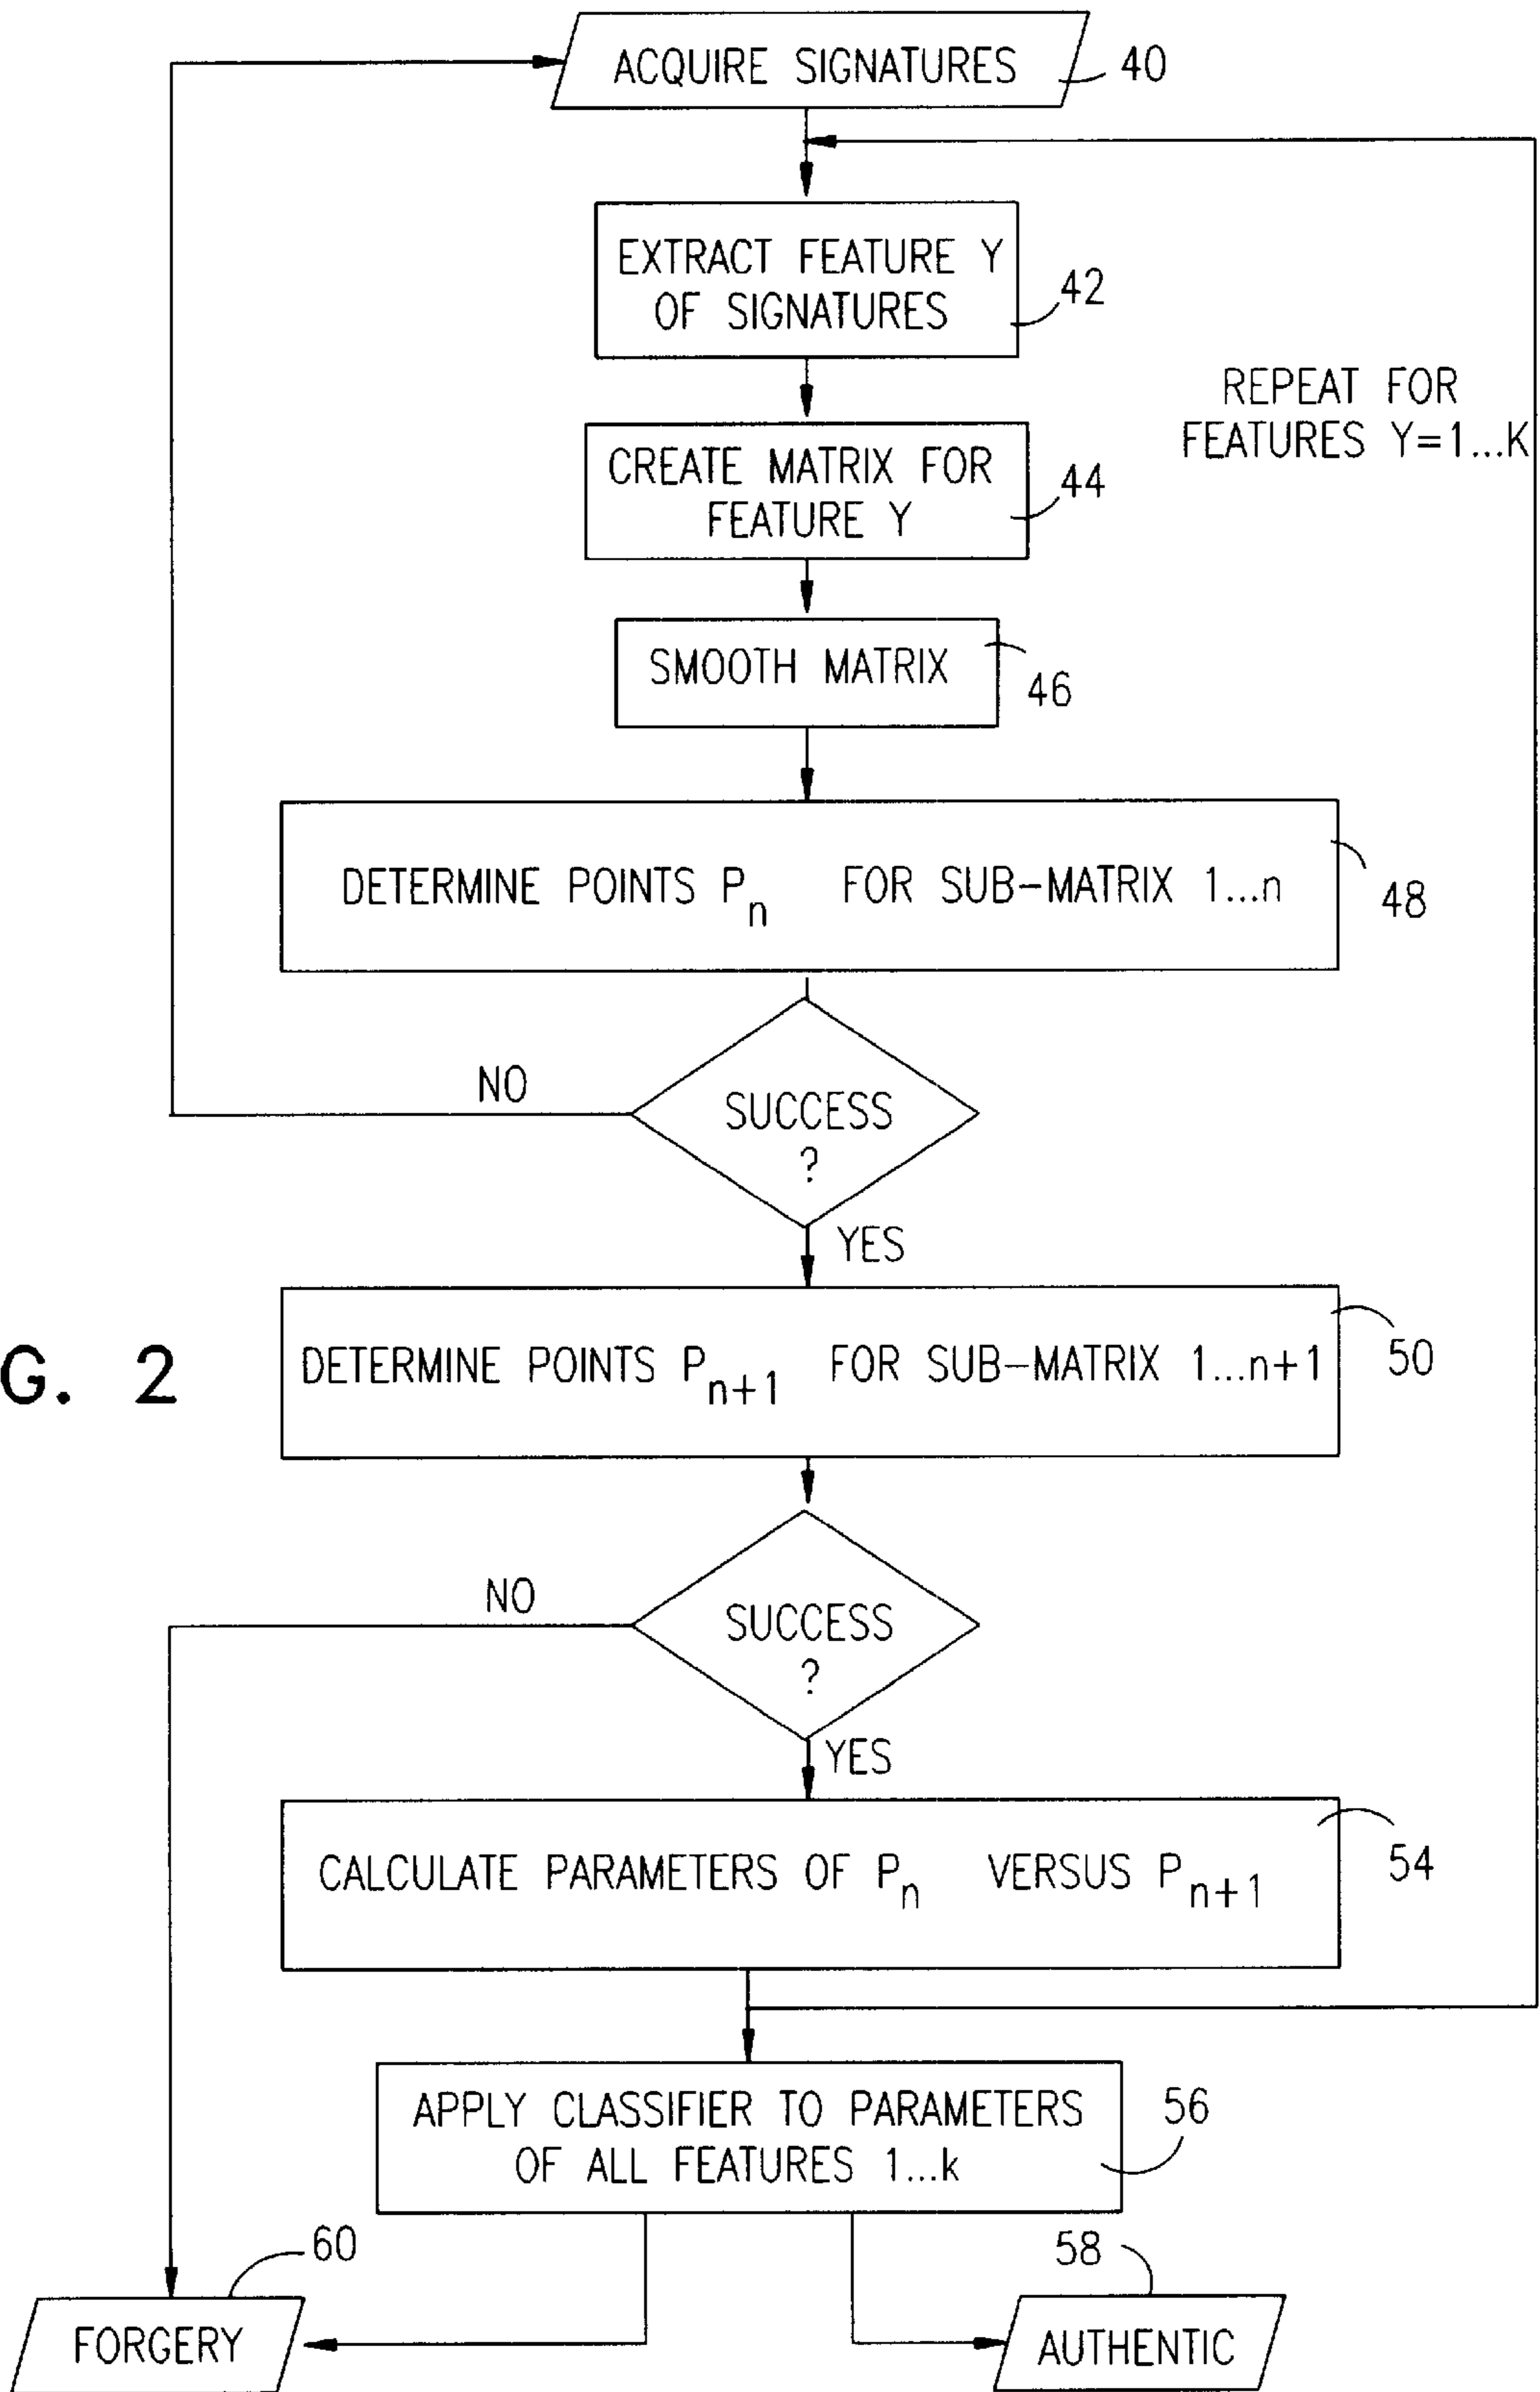 ACQUIRE SIGNATURES
40
EXTRACT FEATURE Y
OF SIGNATURES
42
REPEAT FOR
FEATURES Y=1...K
CREATE MATRIX FOR
FEATURE Y
44
SMOOTH MATRIX
46
DETERMINE POINTS Pn FOR SUB-MATRIX 1...n
48
NO
SUCCESS
?
YES
G. 2
DETERMINE POINTS Pn+1 FOR SUB-MATRIX 1...n+1
50
NO
SUCCESS
?
YES
CALCULATE PARAMETERS OF Pn VERSUS Pn+1
54
APPLY CLASSIFIER TO PARAMETERS
OF ALL FEATURES 1...k
56
60
58
FORGERY
AUTHENTIC